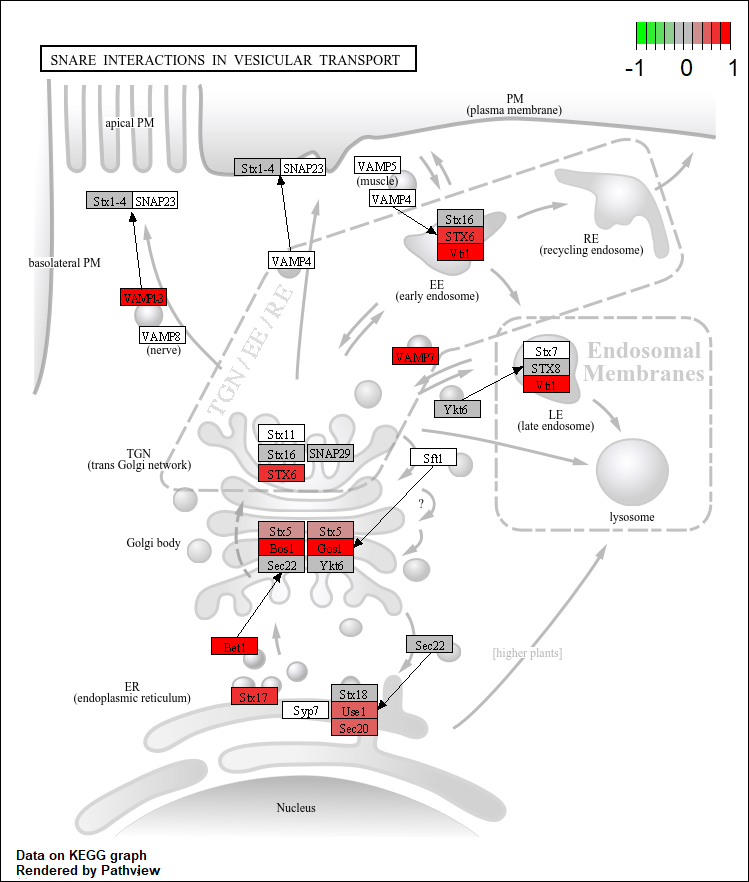 -1 0 1
SNARE INTERACTIONS IN VESICULAR TRANSPORT
PM
(plasma membrane)
apical PM
Stx1-4 SNAP23
VAMP5
(muscle)
VAMP4
Stx1-4 SNAP23
Stx16
STX6
Vti1
RE
(recycling endosome)
basolateral PM
VAMP4
EE
(early endosome)
VAMP1-3
VAMP8
(nerve)
TGN / EE / RE
VAMP7
Endosomal
Membranes
Stx7
STX8
Vti1
Ykt6
LE
(late endosome)
Stx11
Stx16 SNAP29
STX6
TGN
(trans Golgi network)
Sft1
lysosome
?
Golgi body
Stx5 Stx5
Bos1 Gos1
Sec22 Ykt6
Bet1
Sec22
[higher plants]
ER
(endoplasmic reticulum)
Stx17
Syp7
Stx18
Use1
Sec20
Nucleus
Data on KEGG graph
Rendered by Pathview